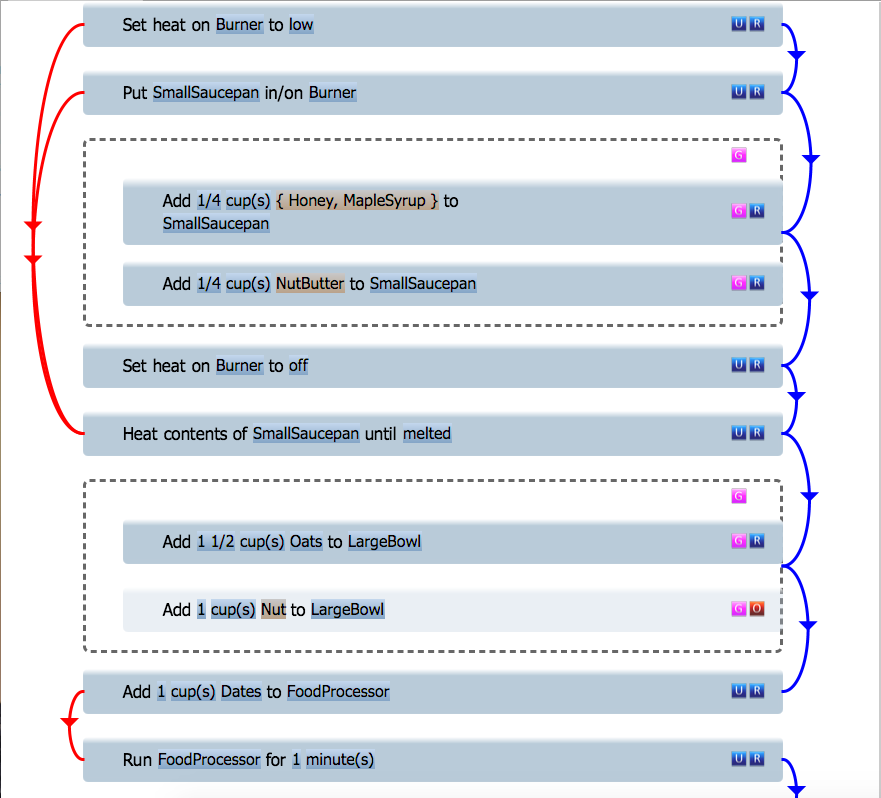 Set heat on Burner to low U R
Put SmallSaucepan in/on Burner U R
G
Add 1/4 cup(s) { Honey, MapleSyrup } to
SmallSaucepan G R
Add 1/4 cup(s) NutButter to SmallSaucepan G R
Set heat on Burner to off U R
Heat contents of SmallSaucepan until melted U R
G
Add 1 1/2 cup(s) Oats to LargeBowl G R
Add 1 cup(s) Nut to LargeBowl G O
Add 1 cup(s) Dates to FoodProcessor U R
Run FoodProcessor for 1 minute(s) U R